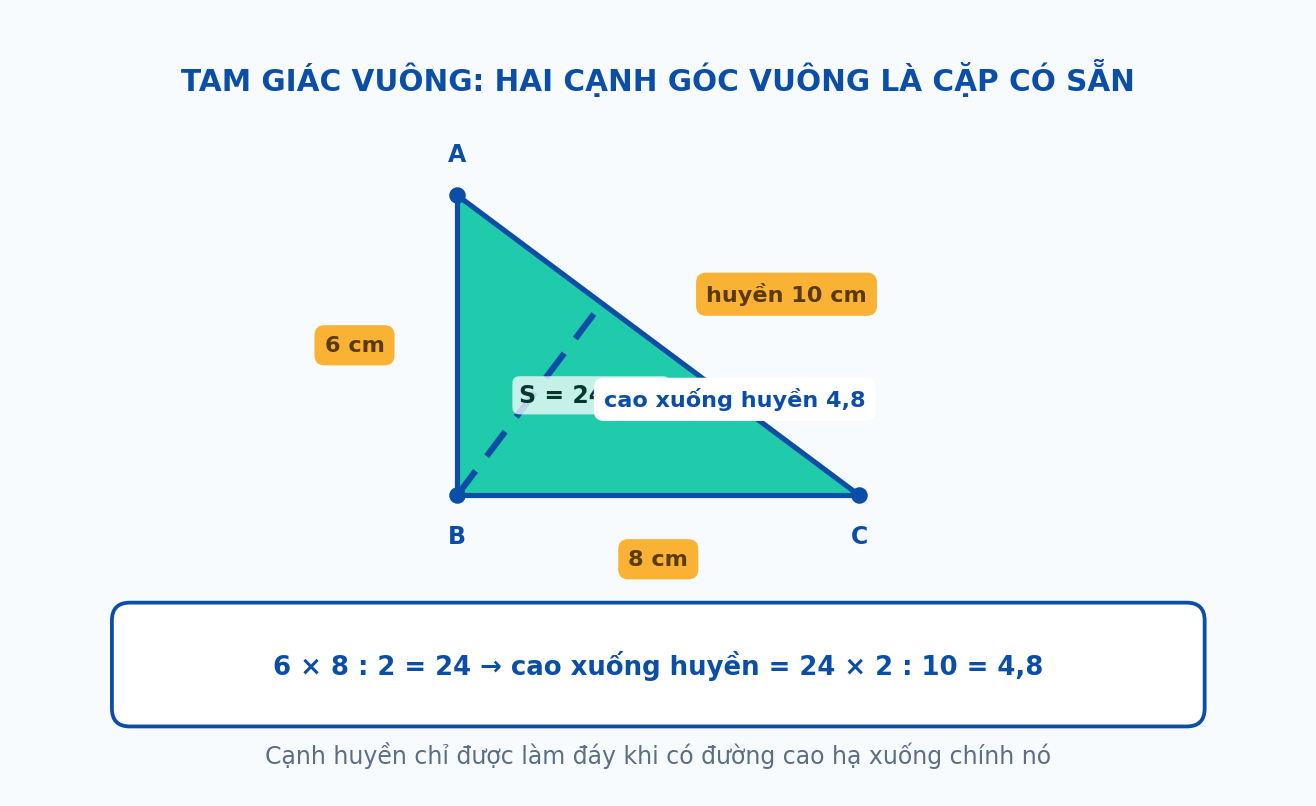 TAM GIÁC VUÔNG: HAI CẠNH GÓC VUÔNG LÀ CẶP CÓ SẴN
A
huyền 10 cm
6 cm
S = 24
cao xuống huyền 4,8
B
C
8 cm
6 × 8 : 2 = 24 → cao xuống huyền = 24 × 2 : 10 = 4,8
Cạnh huyền chỉ được làm đáy khi có đường cao hạ xuống chính nó